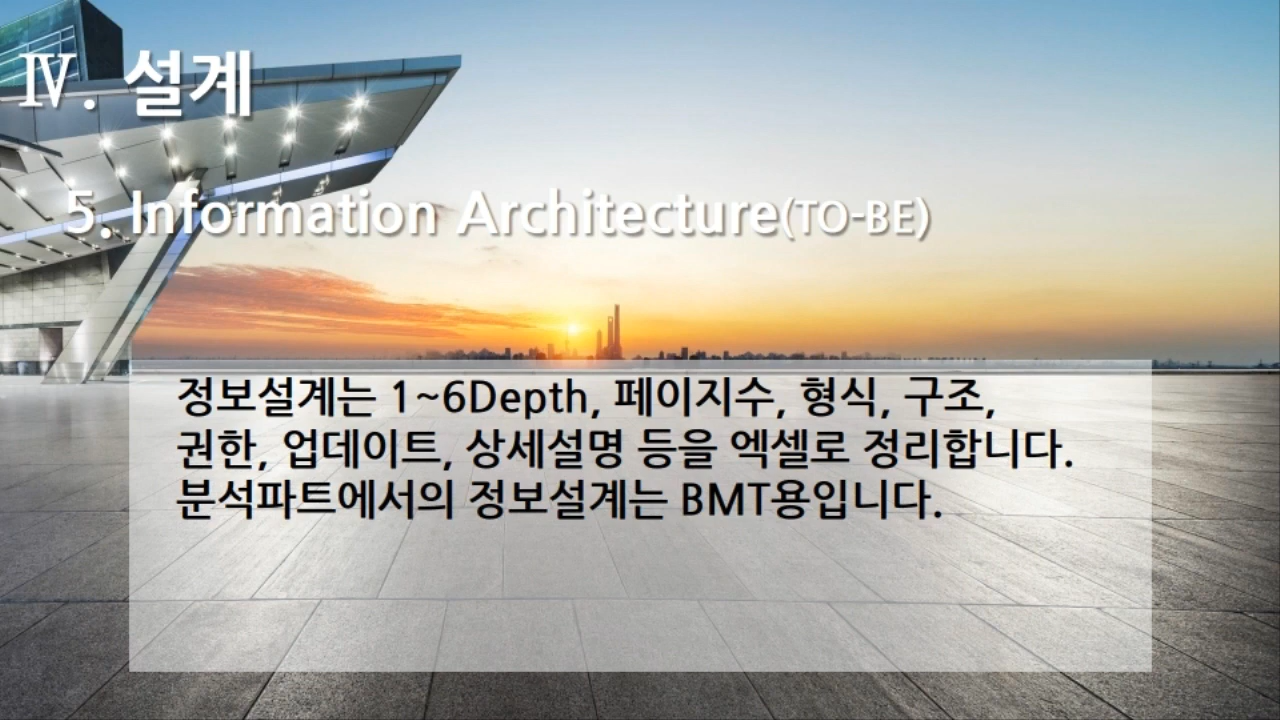 Ⅳ. 설계
5. Information Architecture(TO-BE)
정보설계는 1~6Depth, 페이지수, 형식, 구조,
권한, 업데이트, 상세설명 등을 엑셀로 정리합니다.
분석파트에서의 정보설계는 BMT용입니다.